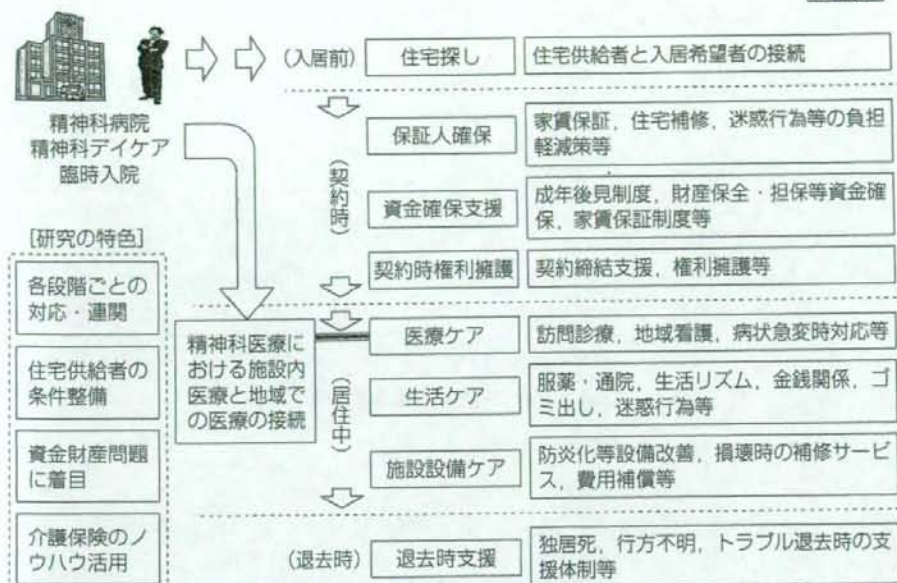 (入居前)
住宅探し
住宅供給者と入居希望者の接続
精神科病院
精神科デイケア
臨時入院
(契約時)
保証人確保
家賃保証，住宅補修，迷惑行為等の負担
軽減策等
資金確保支援
成年後見制度，財産保全・担保等資金確
保，家賃保証制度等
契約時権利擁護
契約締結支援，権利擁護等
[研究の特色]
各段階ごとの
対応・連関
住宅供給者の
条件整備
資金財産問題
に着目
介護保険のノ
ウハウ活用
精神科医療に
おける施設内
医療と地域で
の医療の接続
(居住中)
医療ケア
訪問診療，地域看護，病状急変時対応等
生活ケア
服薬・通院，生活リズム，金銭関係，ゴ
ミ出し，迷惑行為等
施設設備ケア
防炎化等設備改善，損壊時の補修サービ
ス，費用補償等
(退去時)
退去時支援
独居死，行方不明，トラブル退去時の支
援体制等